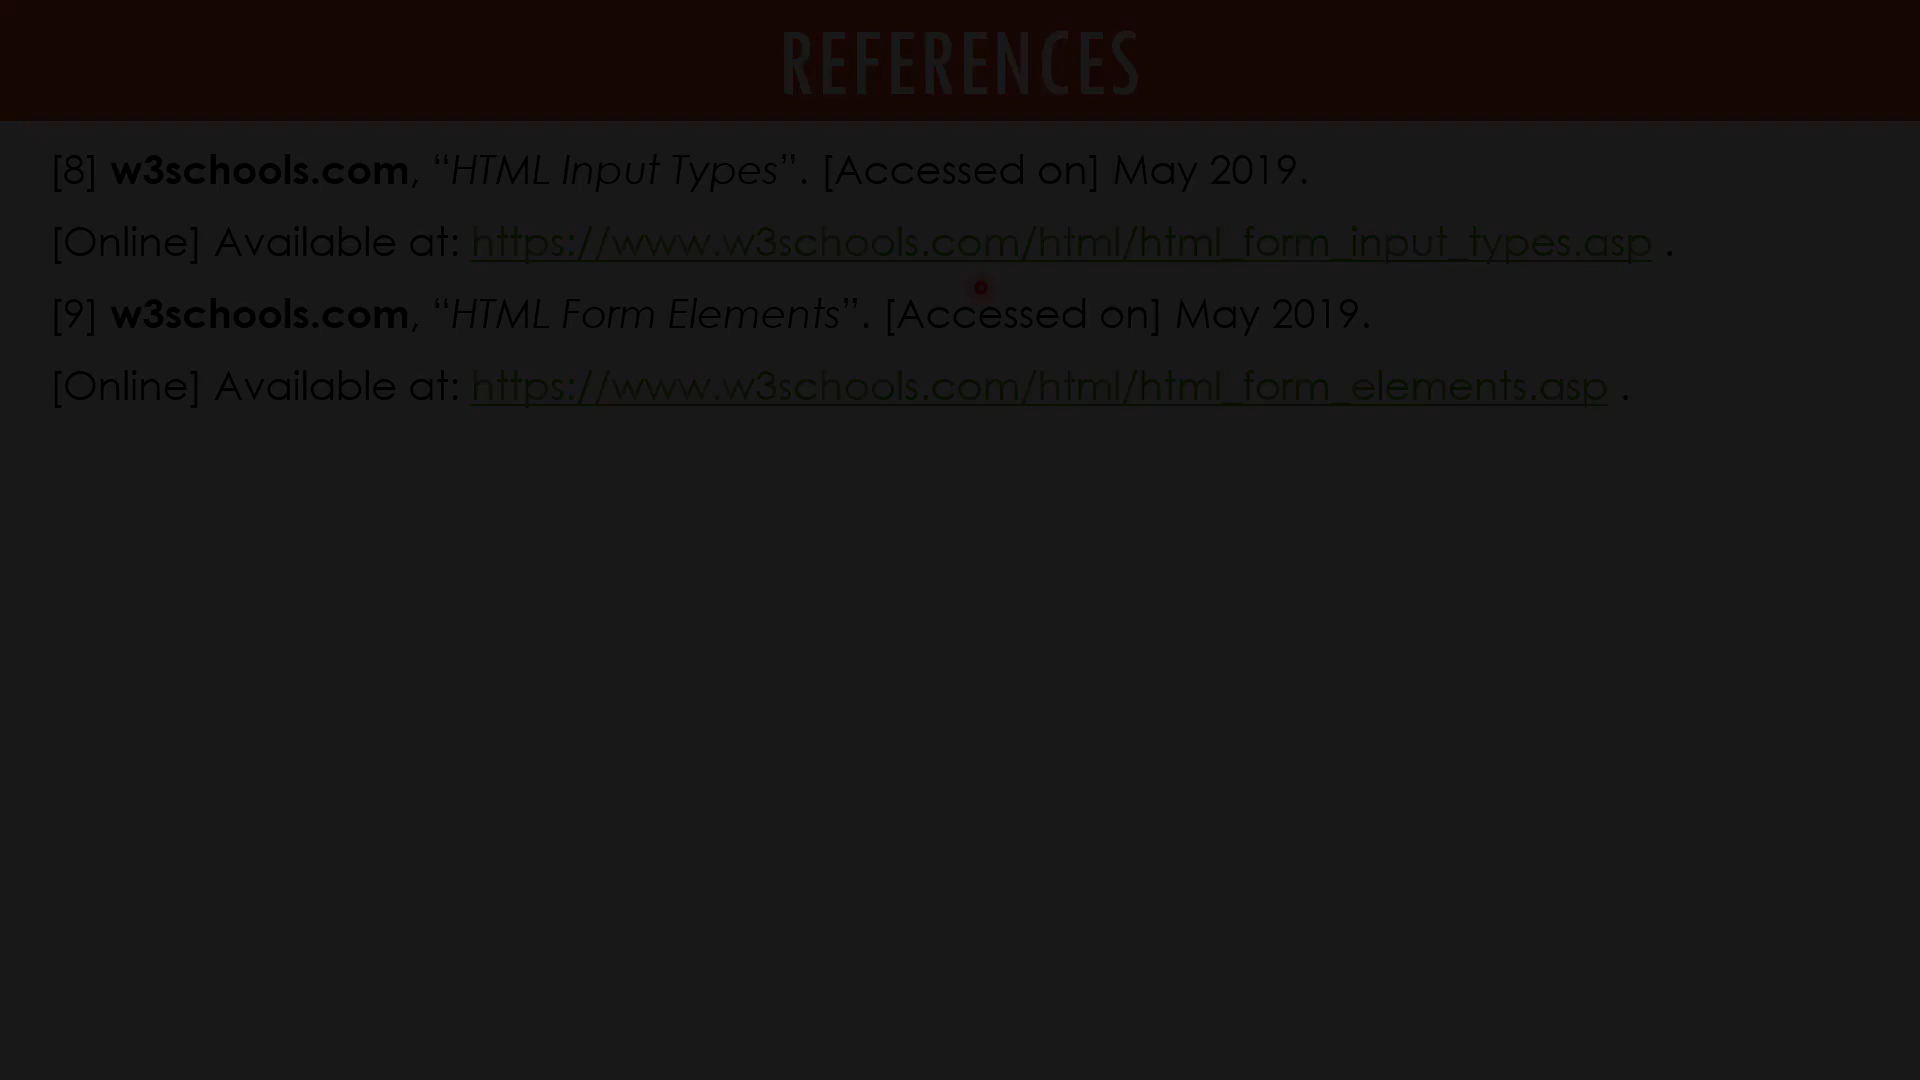 REFERENCES
[8] w3schools.com, “HTML Input Types”. [Accessed on] May 2019.
[Online] Available at: https://www.w3schools.com/html/html_form_input_types.asp .
[9] w3schools.com, “HTML Form Elements”. [Accessed on] May 2019.
[Online] Available at: https://www.w3schools.com/html/html_form_elements.asp .